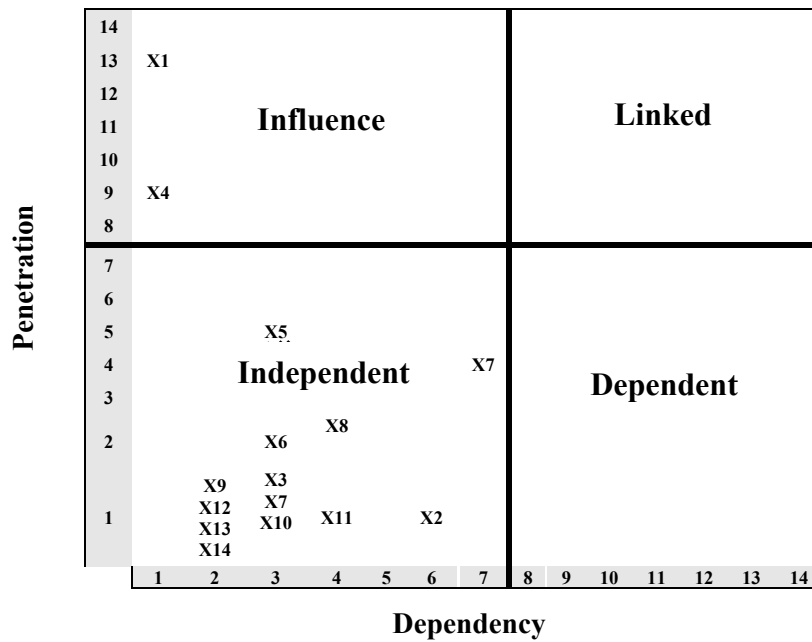 14
13 X1
12
Influence Linked
11
10
9 X4
8
Penetration
7
6
5 X5
4 X7
Independent Dependent
3
X8
2 X6
X3
X9
X7
X12
X10
1 X11 X2
X13
X14
1 2 3 4 5 6 7 8 9 10 11 12 13 14
Dependency